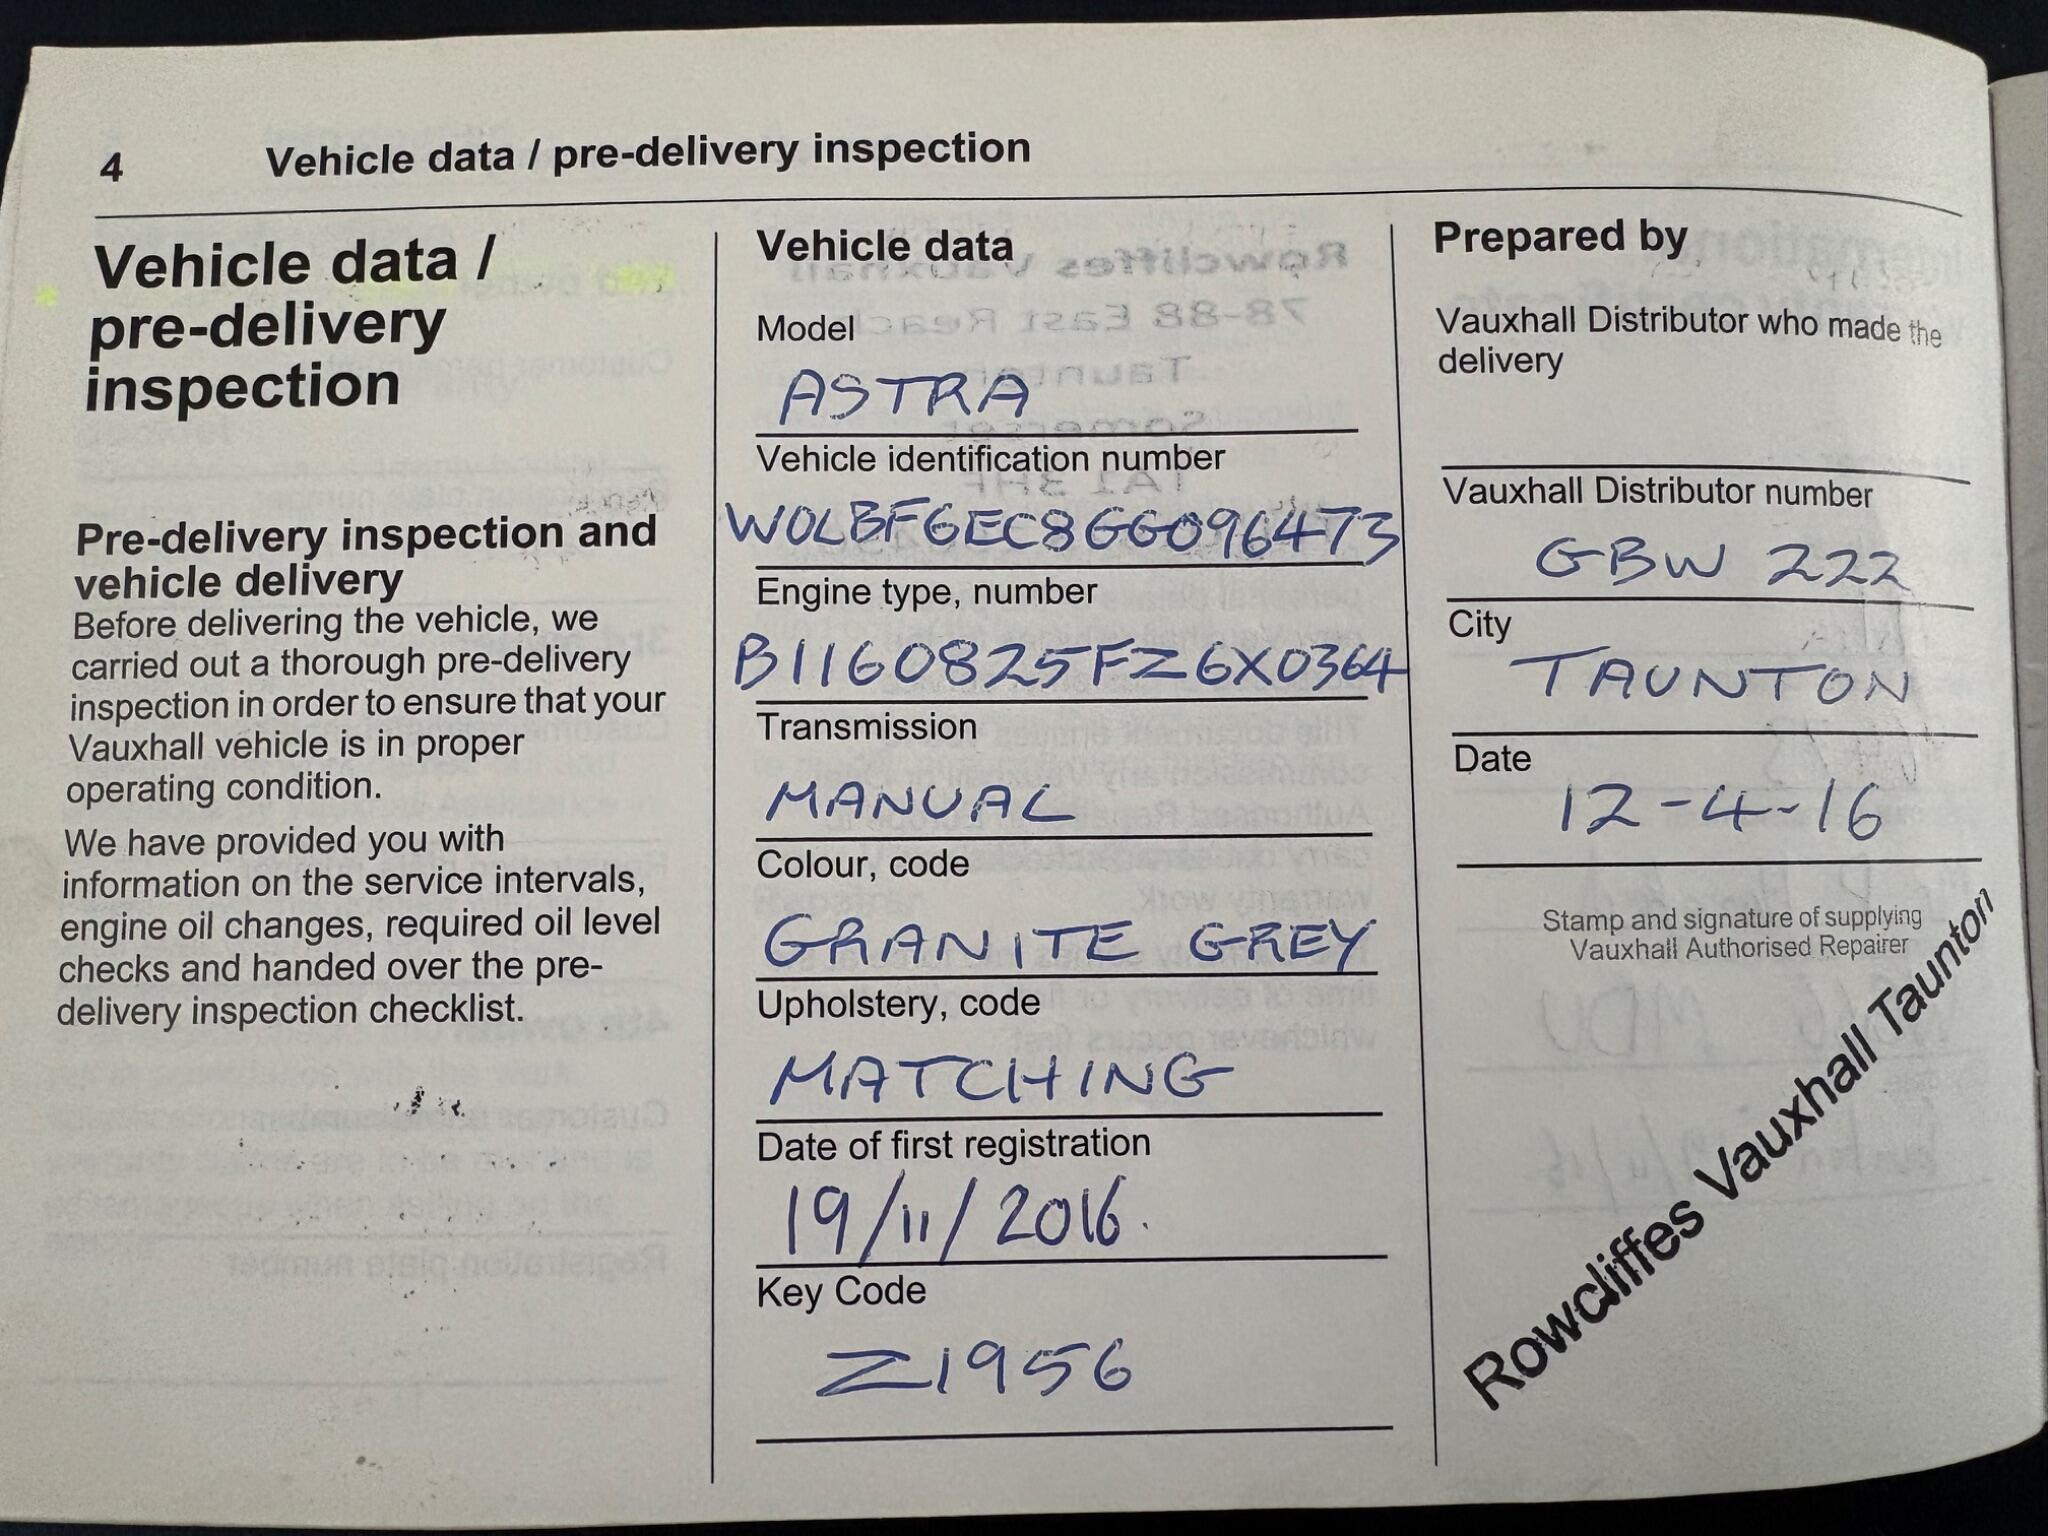 4 Vehicle data / pre-delivery inspection
Vehicle data /
pre-delivery
inspection
Pre-delivery inspection and
vehicle delivery
Before delivering the vehicle, we
carried out a thorough pre-delivery
inspection in order to ensure that your
Vauxhall vehicle is in proper
operating condition.
We have provided you with
information on the service intervals,
engine oil changes, required oil level
checks and handed over the pre-
delivery inspection checklist.
Vehicle data
Model
ASTRA
Vehicle identification number
W0LBF6EC8GG096473
Engine type, number
B1160825FZ6X0364
Transmission
MANUAL
Colour, code
GRANITE GREY
Upholstery, code
MATCHING
Date of first registration
19/11/2016.
Key Code
Z1956
Prepared by
Vauxhall Distributor who made the
delivery
Vauxhall Distributor number
GBW 222
City
TAUNTON
Date
12-4-16
Stamp and signature of supplying
Vauxhall Authorised Repairer
Rowcliffes Vauxhall Taunton